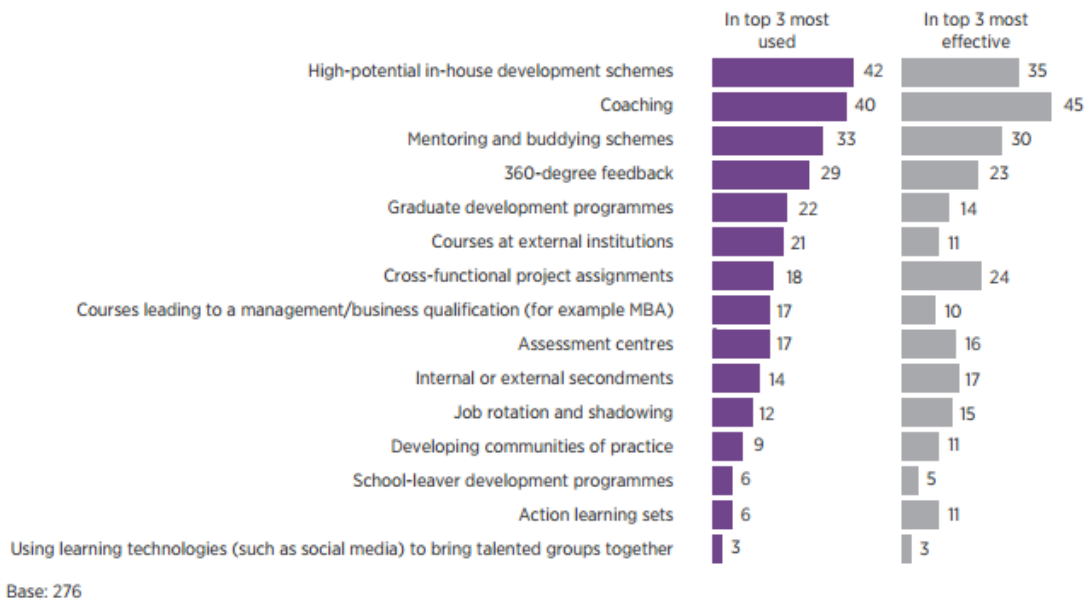 In top 3 most
used
In top 3 most
effective
High-potential in-house development schemes 42 35
Coaching 40 45
Mentoring and buddying schemes 33 30
360-degree feedback 29 23
Graduate development programmes 22 14
Courses at external institutions 21 11
Cross-functional project assignments 18 24
Courses leading to a management/business qualification (for example MBA) 17 10
Assessment centres 17 16
Internal or external secondments 14 17
Job rotation and shadowing 12 15
Developing communities of practice 9 11
School-leaver development programmes 6 5
Action learning sets 6 11
Using learning technologies (such as social media) to bring talented groups together 3 3
Base: 276